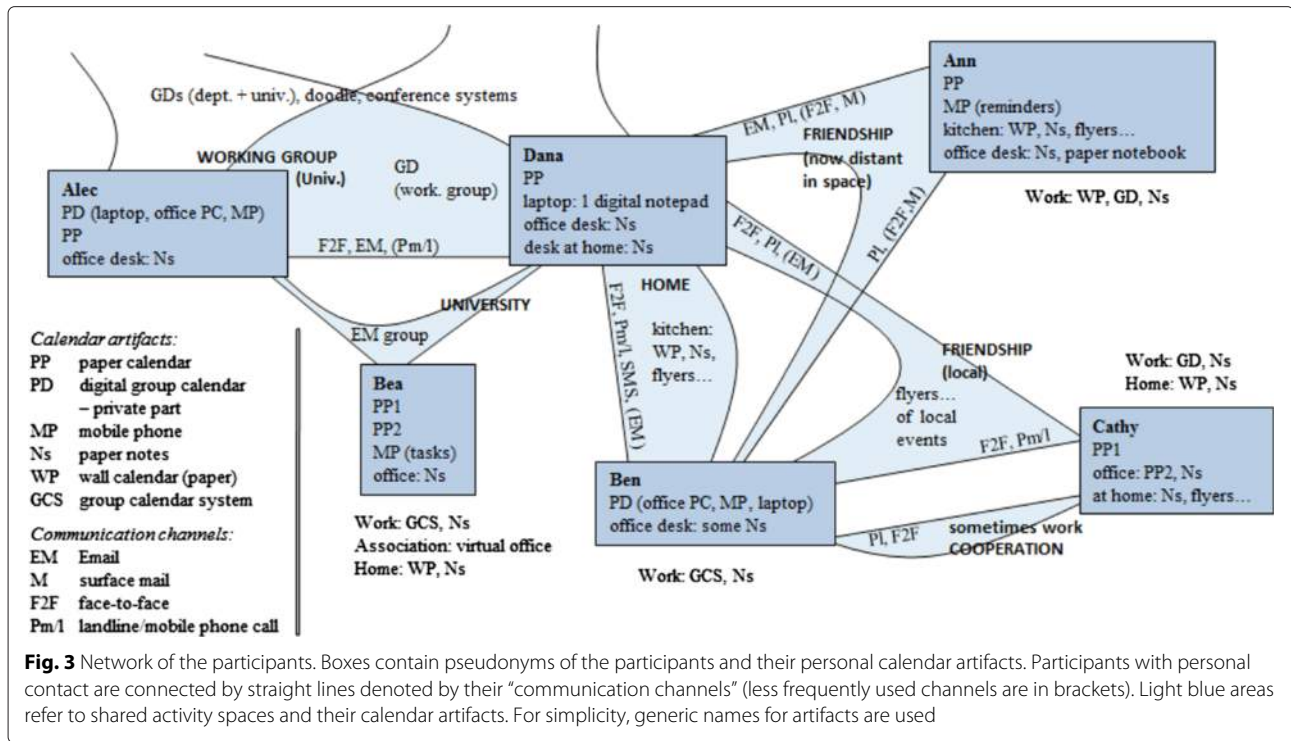 GDs (dept. + univ.), doodle, conference systems
WORKING GROUP
(Univ.)
GD
(work. group)
Alec
PD (laptop, office PC, MP)
PP
office desk: Ns
F2F, EM, (Pm/l)
Dana
PP
laptop: 1 digital notepad
office desk: Ns
desk at home: Ns
EM, Pl, (F2F, M)
FRIENDSHIP
(now distant
in space)
Pl, (F2F,M)
Ann
PP
MP (reminders)
kitchen: WP, Ns, flyers…
office desk: Ns, paper notebook
Work: WP, GD, Ns
UNIVERSITY
EM group
Bea
PP1
PP2
MP (tasks)
office: Ns
Work: GCS, Ns
Association: virtual office
Home: WP, Ns
F2F, Pm/l, SMS, (EM)
HOME
kitchen:
WP, Ns,
flyers…
F2F, Pl, (EM)
FRIENDSHIP
(local)
flyers…
of local
events
F2F, Pm/l
Work: GD, Ns
Home: WP, Ns
Cathy
PP1
office: PP2, Ns
at home: Ns, flyers…
Ben
PD (office PC, MP, laptop)
office desk: some Ns
Work: GCS, Ns
Pl, F2F
sometimes work
COOPERATION
Calendar artifacts:
PP paper calendar
PD digital group calendar
– private part
MP mobile phone
Ns paper notes
WP wall calendar (paper)
GCS group calendar system
Communication channels:
EM Email
M surface mail
F2F face-to-face
Pm/l landline/mobile phone call
Fig. 3 Network of the participants. Boxes contain pseudonyms of the participants and their personal calendar artifacts. Participants with personal
contact are connected by straight lines denoted by their “communication channels” (less frequently used channels are in brackets). Light blue areas
refer to shared activity spaces and their calendar artifacts. For simplicity, generic names for artifacts are used